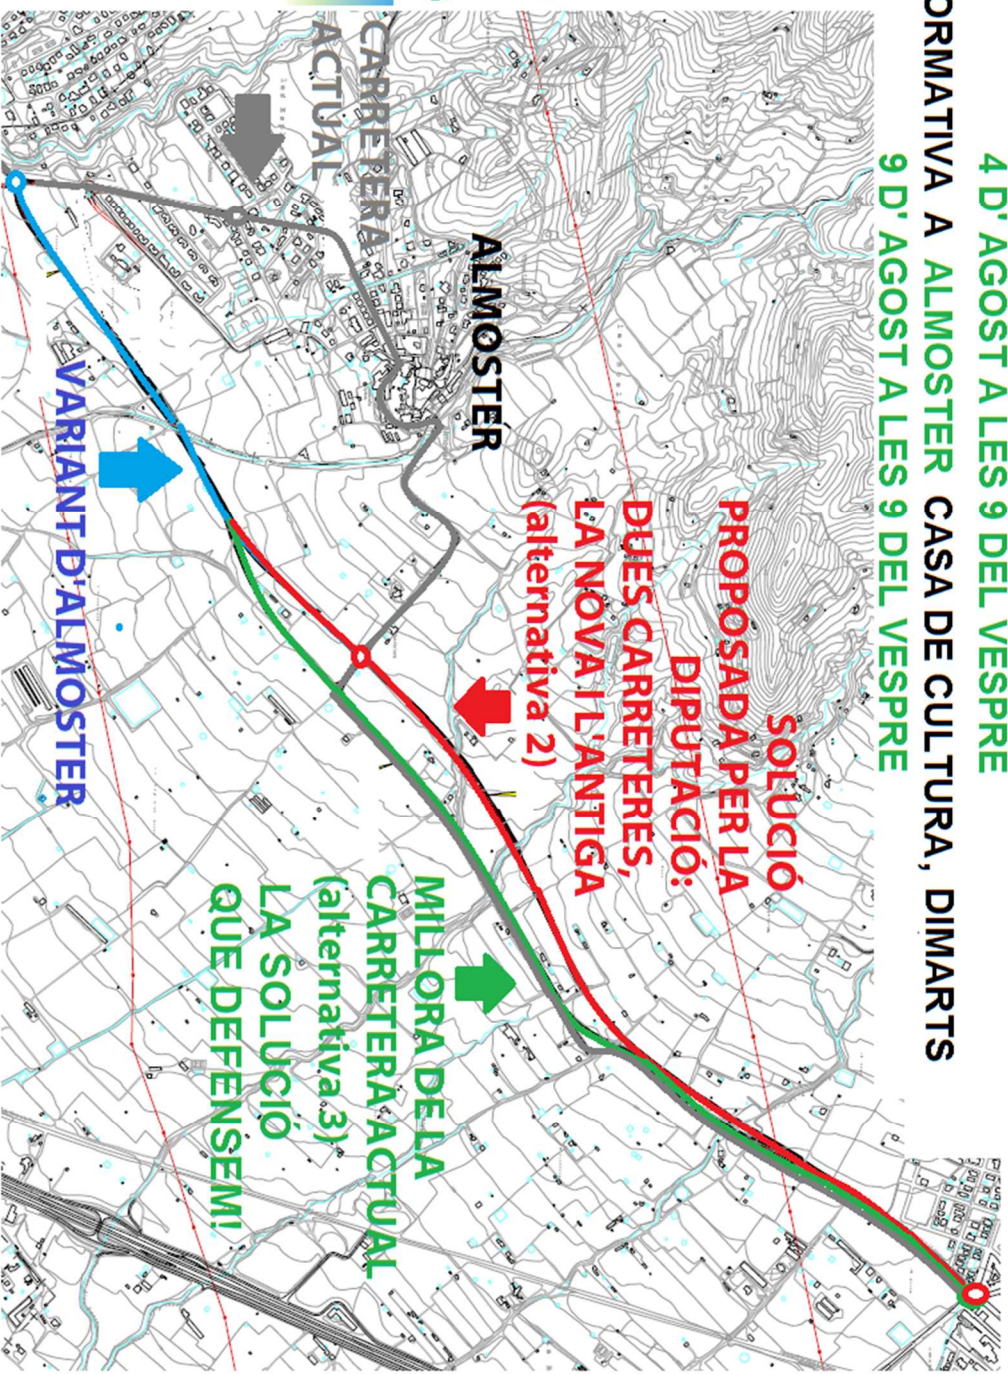 4 D' AGOST A LES 9 DEL VESPRE
ORMATIVA A ALMOSTER CASA DE CULTURA, DIMARTS
9 D' AGOST A LES 9 DEL VESPRE
SOLUCIÓ
PROPOSADA PER LA
DIPUTACIÓ:
DUES CARRETERES,
LA NOVA I L'ANTIGA
(alternativa 2)
ALMOSTER
CARRETERA
ACTUAL
MILLORA DE LA
CARRETERA ACTUAL
(alternativa 3)
LA SOLUCIÓ
QUE DEFENSEM!
VARIANT D'ALMOSTER